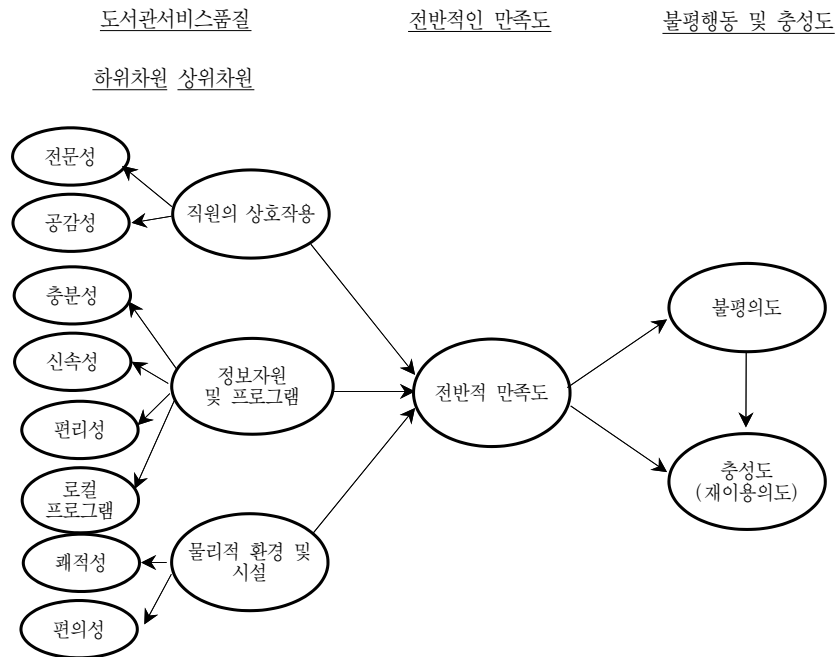 도서관서비스품질
전반적인 만족도
불평행동 및 충성도
하위차원 상위차원
전문성
공감성
직원의 상호작용
충분성
신속성
편리성
로컬
프로그램
정보자원
및 프로그램
쾌적성
편의성
물리적 환경 및
시설
전반적 만족도
불평의도
충성도
(재이용의도)